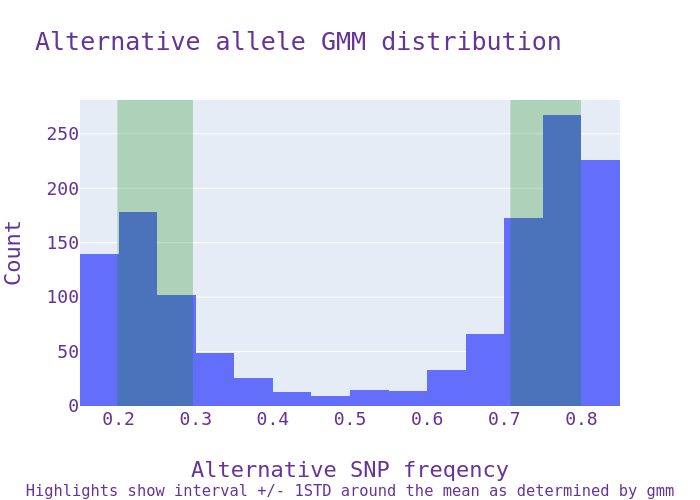 Alternative allele GMM distribution
250
200
150
100
50
0
Count
0.2 0.3 0.4 0.5 0.6 0.7 0.8
Alternative SNP freqency
Highlights show interval +/- 1STD around the mean as determined by gmm